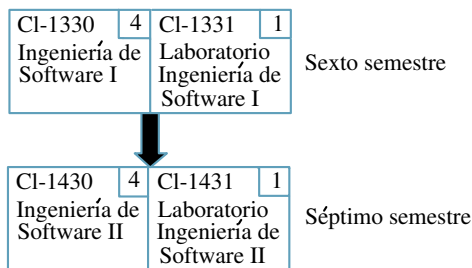 Cl-1330 4
Ingeniería de
Software I
Cl-1331 1
Laboratorio
Ingeniería de
Software I
Sexto semestre
Cl-1430 4
Ingeniería de
Software II
Cl-1431 1
Laboratorio
Ingeniería de
Software II
Séptimo semestre